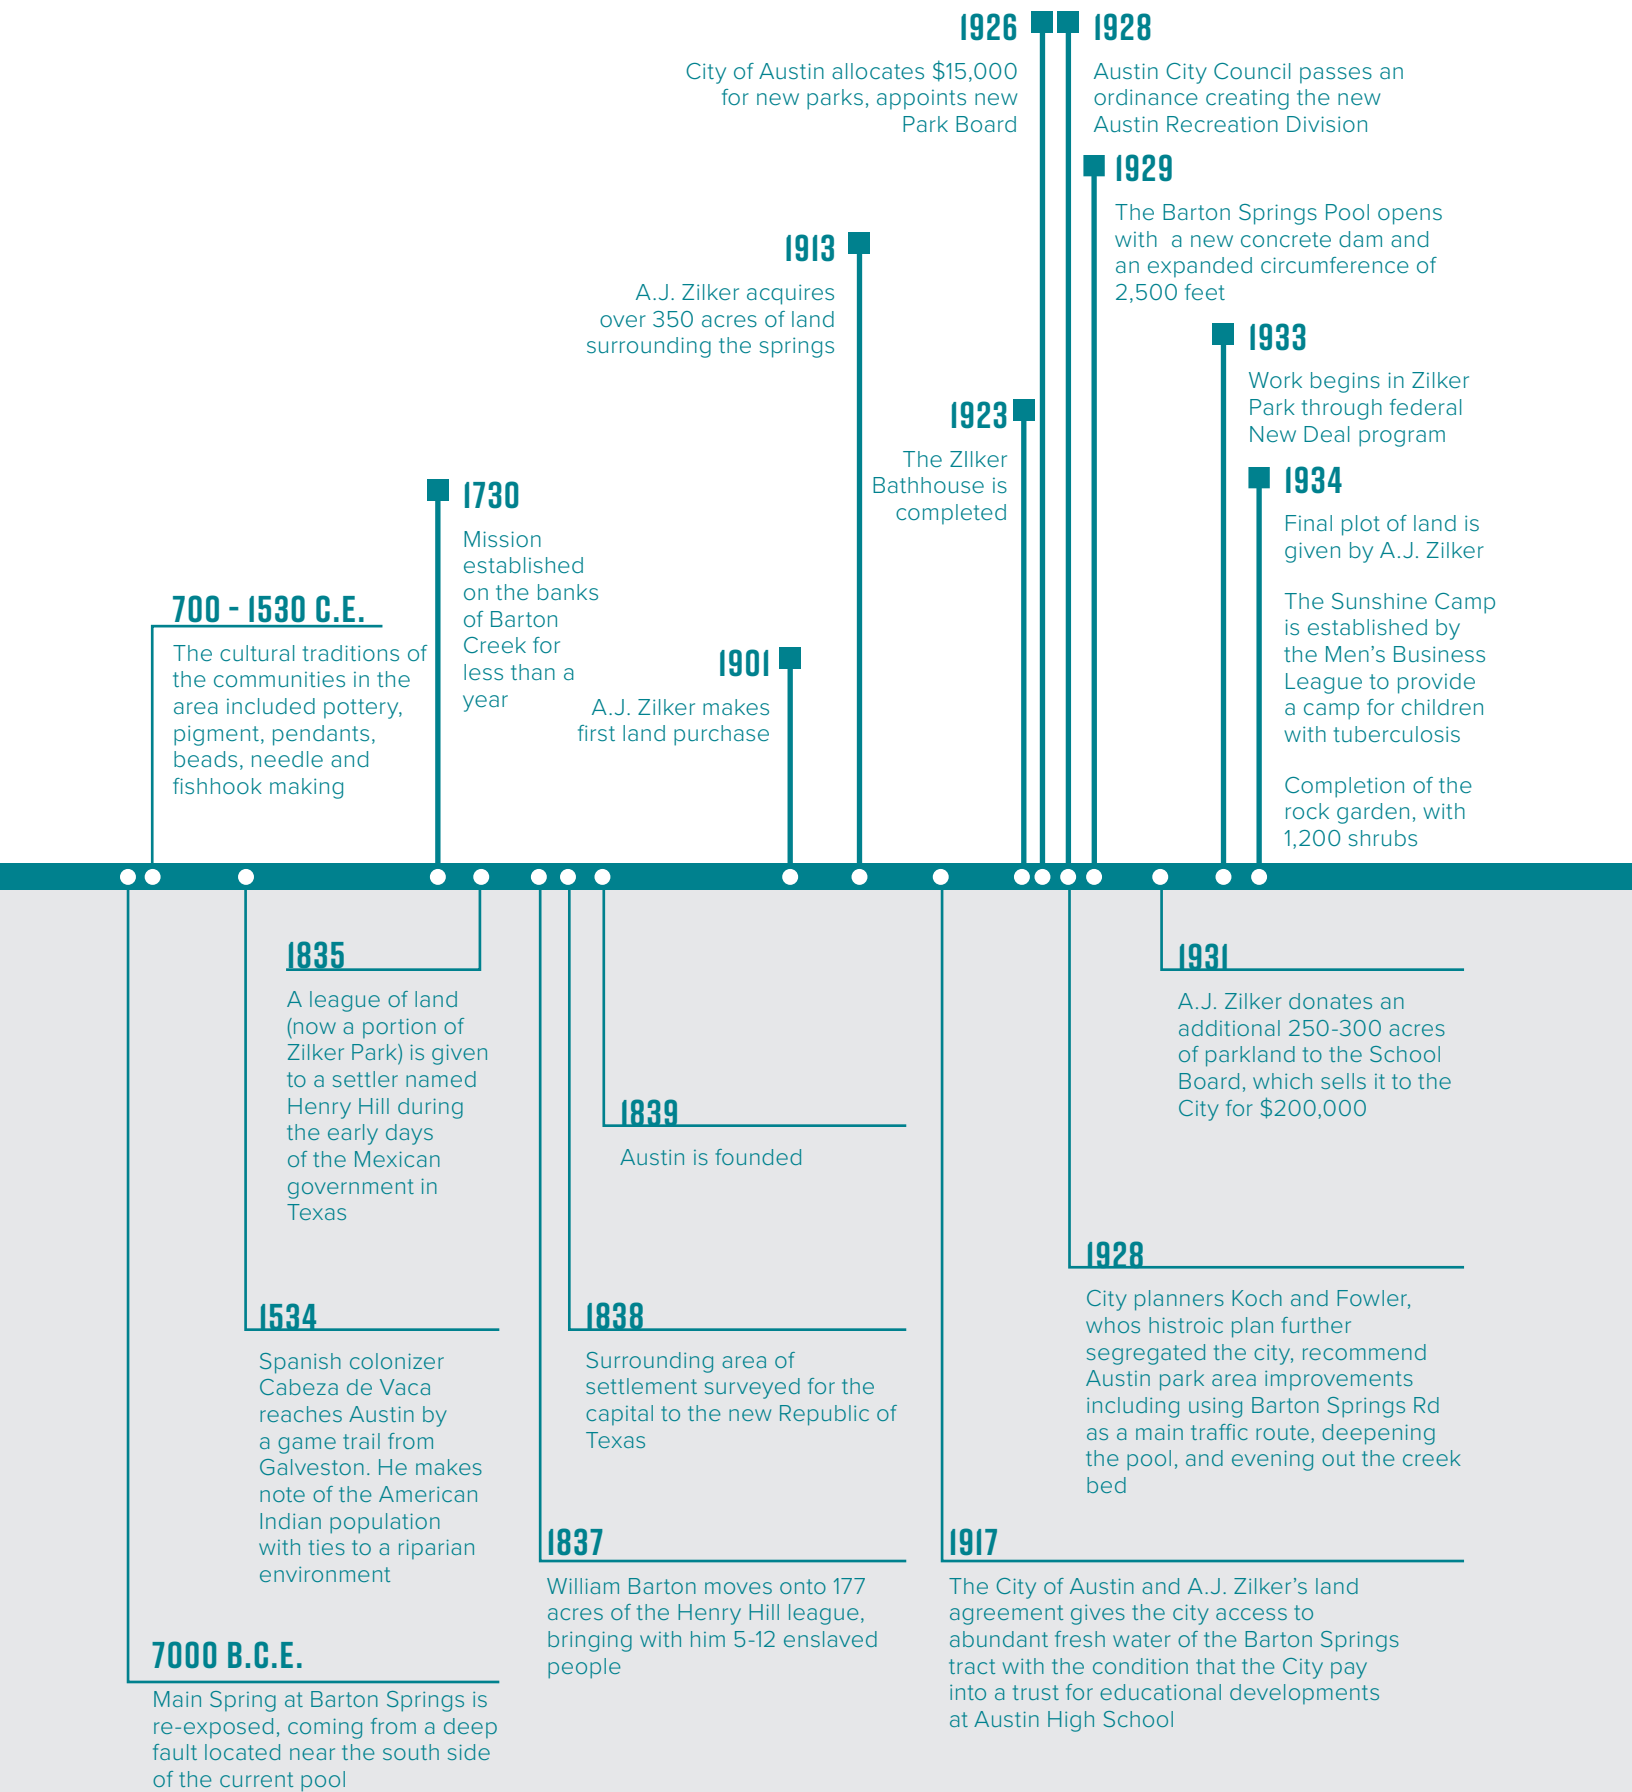 1926
City of Austin allocates $15,000
for new parks, appoints new
Park Board
1928
Austin City Council passes an
ordinance creating the new
Austin Recreation Division
1929
The Barton Springs Pool opens
with a new concrete dam and
an expanded circumference of
2,500 feet
1913
A.J. Zilker acquires
over 350 acres of land
surrounding the springs
1933
Work begins in Zilker
Park through federal
New Deal program
1923
The ZIlker
Bathhouse is
completed
1934
Final plot of land is
given by A.J. Zilker
The Sunshine Camp
is established by
the Men's Business
League to provide
a camp for children
with tuberculosis
Completion of the
rock garden, with
1,200 shrubs
1730
Mission
established
on the banks
of Barton
Creek for
less than a
year
700 - 1530 C.E.
The cultural traditions of
the communities in the
area included pottery,
pigment, pendants,
beads, needle and
fishhook making
1901
A.J. Zilker makes
first land purchase
1835
A league of land
(now a portion of
Zilker Park) is given
to a settler named
Henry Hill during
the early days
of the Mexican
government in
Texas
1931
A.J. Zilker donates an
additional 250-300 acres
of parkland to the School
Board, which sells it to the
City for $200,000
1839
Austin is founded
1928
City planners Koch and Fowler,
whos histroic plan further
segregated the city, recommend
Austin park area improvements
including using Barton Springs Rd
as a main traffic route, deepening
the pool, and evening out the creek
bed
1534
Spanish colonizer
Cabeza de Vaca
reaches Austin by
a game trail from
Galveston. He makes
note of the American
Indian population
with ties to a riparian
environment
1838
Surrounding area of
settlement surveyed for the
capital to the new Republic of
Texas
1837
William Barton moves onto 177
acres of the Henry Hill league,
bringing with him 5-12 enslaved
people
1917
The City of Austin and A.J. Zilker's land
agreement gives the city access to
abundant fresh water of the Barton Springs
tract with the condition that the City pay
into a trust for educational developments
at Austin High School
7000 B.C.E.
Main Spring at Barton Springs is
re-exposed, coming from a deep
fault located near the south side
of the current pool